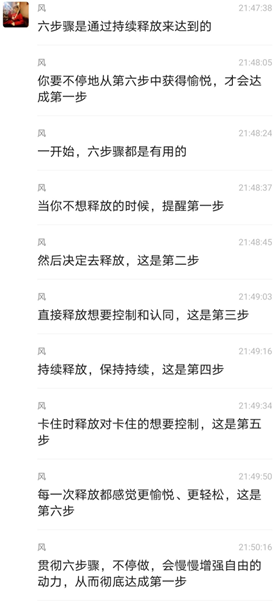 风 21:47:38
六步骤是通过持续释放来达到的
风 21:48:05
你要不停地从第六步中获得愉悦，才会达
成第一步
风 21:48:24
一开始，六步骤都是有用的
风 21:48:37
当你不想释放的时候，提醒第一步
风 21:48:45
然后决定去释放，这是第二步
风 21:49:03
直接释放想要控制和认同，这是第三步
风 21:49:16
持续释放，保持持续，这是第四步
风 21:49:34
卡住时释放对卡住的想要控制，这是第五
步
风 21:49:50
每一次释放都感觉更愉悦、更轻松，这是
第六步
风 21:50:16
贯彻六步骤，不停做，会慢慢增强自由的
动力，从而彻底达成第一步